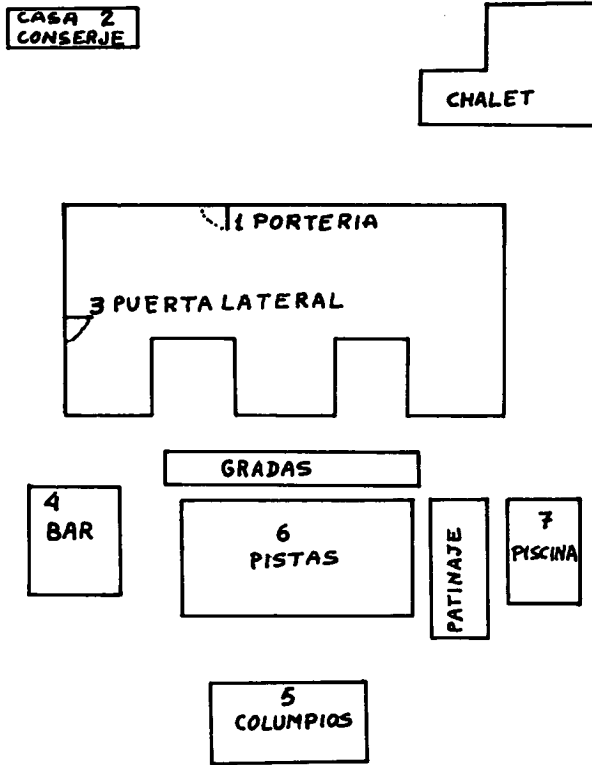 CASA 2
CONSERJE
CHALET
1 PORTERIA
3 PUERTA LATERAL
GRADAS
4
BAR
6
PISTAS
PATINAJE
7
PISCINA
5
COLUMPIOS